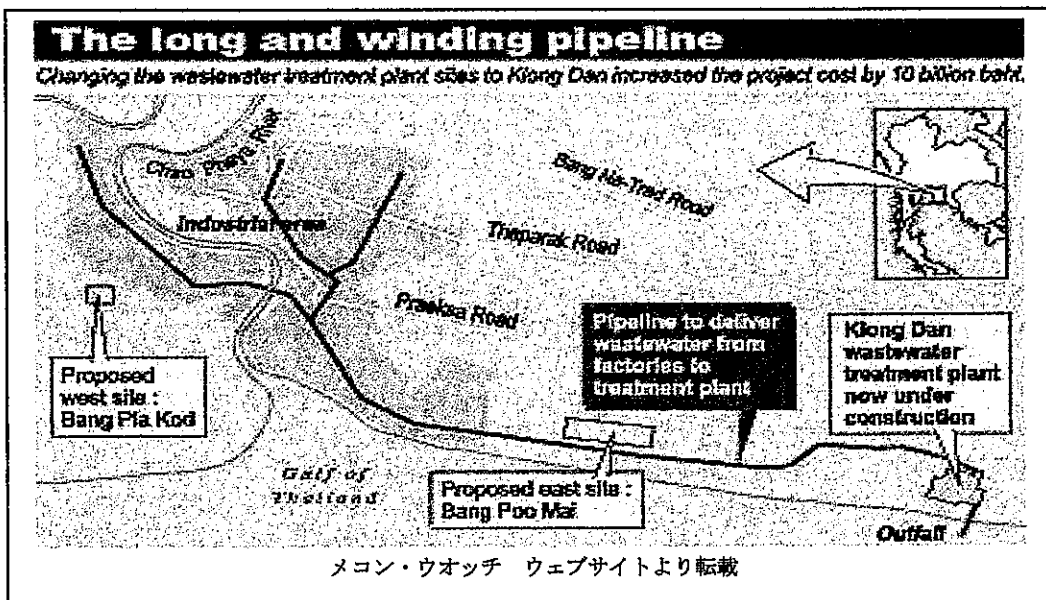 The long and winding pipeline
Changing the wastewater treatment plant sites to Klong Dan increased the project cost by 10 billion baht.
Chao Phaya River
Bang Na-Trad Road
Industrial area
Theparak Road
Praeksa Road
Proposed
west site :
Bang Pla Kod
Pipeline to deliver
wastewater from
factories to
treatment plant
Klong Dan
wastewater
treatment plant
now under
construction
Gulf of
Thailand
Proposed east site :
Bang Poo Mai
Outfall
メコン・ウオッチ ウェブサイトより転載